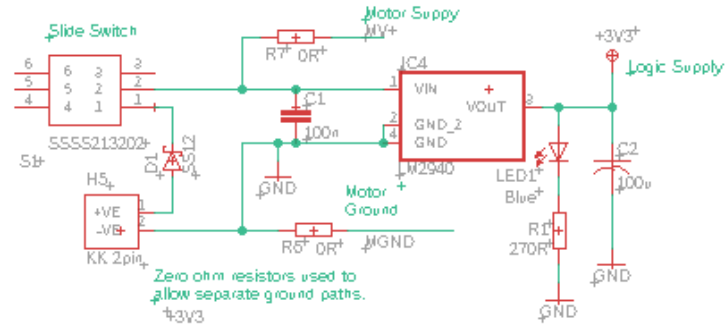 Motor Suppy
Slide Switch
MV+
R7 0R
IC4
+3V3
Logic Supply
6 6 3 3
5 5 2 2
4 4 1 1
SSSS213202
S1
C1
100n
1 VIN
VOUT 3
2 GND_2
4 GND
LM2940
D1
SS12
GND
LED1
Blue
C2
100u
H5
+VE 1
-VE 2
KK 2pin
Motor
Ground
R6 0R
MGND
R1
270R
GND
GND
Zero ohm resistors used to
allow separate ground paths.
+3V3